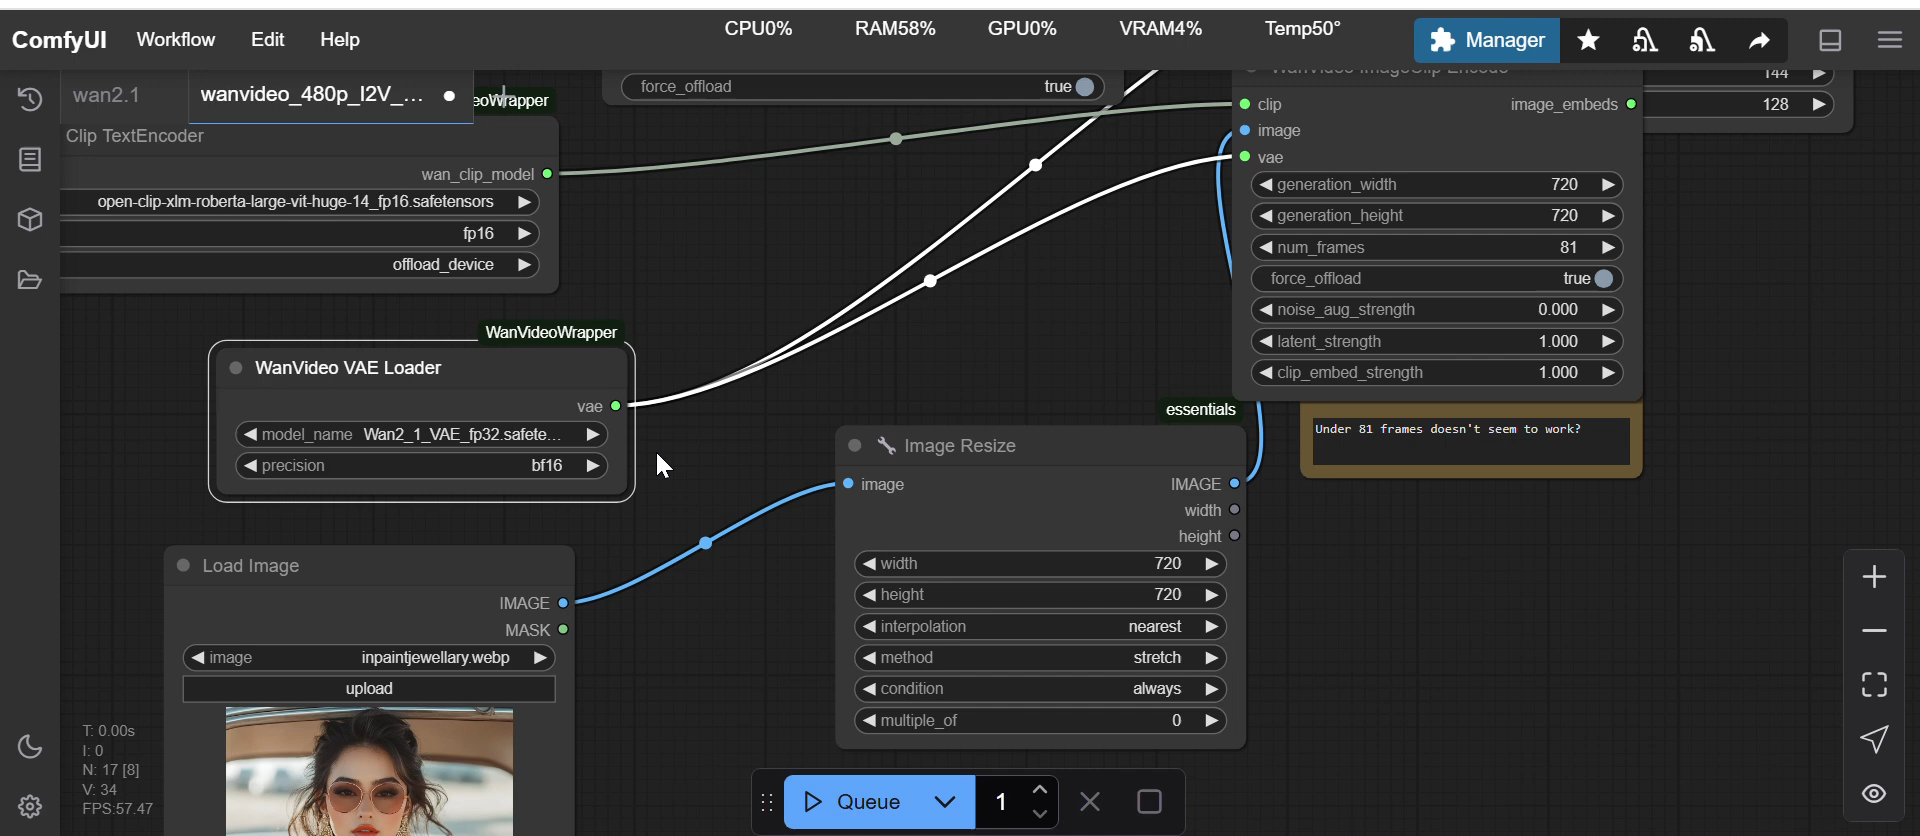 ComfyUI Workflow Edit Help CPU0% RAM58% GPU0% VRAM4% Temp50° Manager
wan2.1 wanvideo_480p_I2V_...
force_offload true
144
128
Clip TextEncoder
wan_clip_model
open-clip-xlm-roberta-large-vit-huge-14_fp16.safetensors
fp16
offload_device
WanVideo ImageClip Encode
clip image_embeds
image
vae
generation_width 720
generation_height 720
num_frames 81
force_offload true
noise_aug_strength 0.000
latent_strength 1.000
clip_embed_strength 1.000
WanVideoWrapper
WanVideo VAE Loader
vae
model_name Wan2_1_VAE_fp32.safete...
precision bf16
Under 81 frames doesn't seem to work?
essentials
Image Resize
image IMAGE
width
height
width 720
height 720
interpolation nearest
method stretch
condition always
multiple_of 0
Load Image
IMAGE
MASK
image inpaintjewellary.webp
upload
T: 0.00s
I: 0
N: 17 [8]
V: 34
FPS:57.47
Queue 1